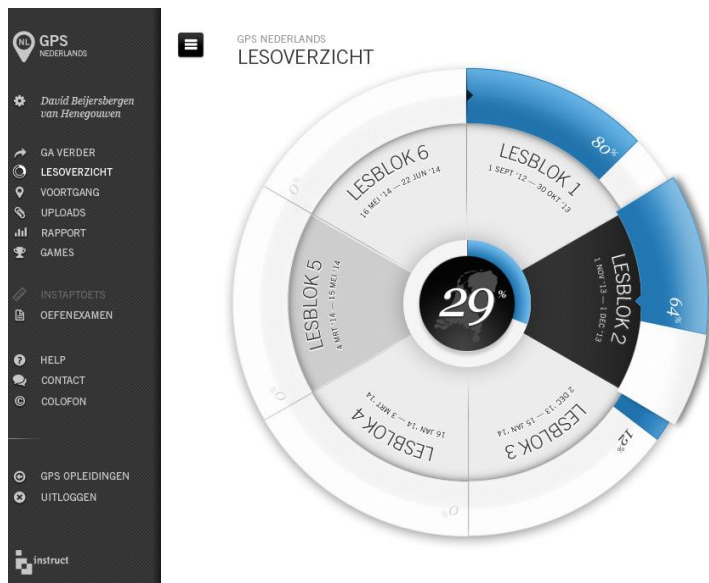 NL
GPS
NEDERLANDS
David Beijersbergen
van Henegouwen
GA VERDER
LESOVERZICHT
VOORTGANG
UPLOADS
RAPPORT
GAMES
INSTAPTOETS
OEFENEXAMEN
HELP
CONTACT
COLOFON
GPS OPLEIDINGEN
UITLOGGEN
instruct
GPS NEDERLANDS
LESOVERZICHT
80%
LESBLOK 1
1 SEPT '12 — 30 OKT '13
64%
LESBLOK 2
1 NOV '13 — 1 DEC '13
12%
LESBLOK 3
2 DEC '13 — 15 JAN '14
0%
LESBLOK 4
16 JAN '14 — 3 MRT '14
0%
LESBLOK 5
4 MRT '14 — 15 MEI '14
0%
LESBLOK 6
16 MEI '14 — 22 JUN '14
29%